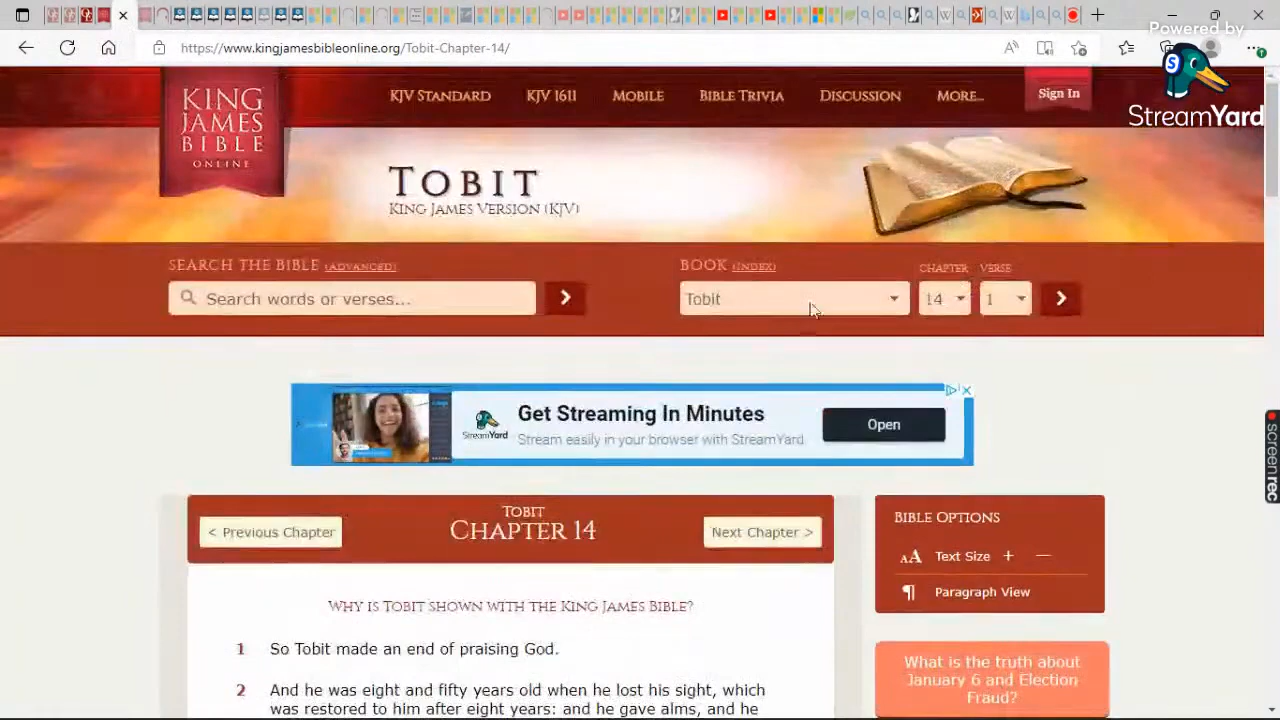 https://www.kingjamesbibleonline.org/Tobit-Chapter-14/
Powered by
StreamYard
KING
JAMES
BIBLE
ONLINE
KJV STANDARD
KJV 1611
MOBILE
BIBLE TRIVIA
DISCUSSION
MORE...
Sign In
TOBIT
KING JAMES VERSION (KJV)
SEARCH THE BIBLE (ADVANCED)
BOOK (INDEX)
CHAPTER
VERSE
Search words or verses...
Tobit
14
1
Get Streaming In Minutes
StreamYard
Stream easily in your browser with StreamYard
Open
screenrec
< Previous Chapter
TOBIT
CHAPTER 14
Next Chapter >
BIBLE OPTIONS
AA Text Size + —
¶ Paragraph View
WHY IS TOBIT SHOWN WITH THE KING JAMES BIBLE?
1 So Tobit made an end of praising God.
2 And he was eight and fifty years old when he lost his sight, which
restored to him after eight years: and he gave alms, and he
What is the truth about
January 6 and Election
Fraud?